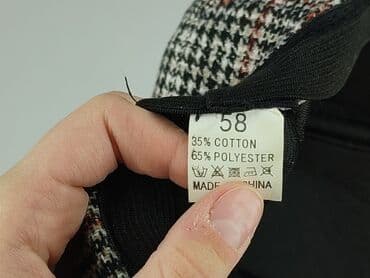 58
35% COTTON
65% POLYESTER
MADE IN CHINA